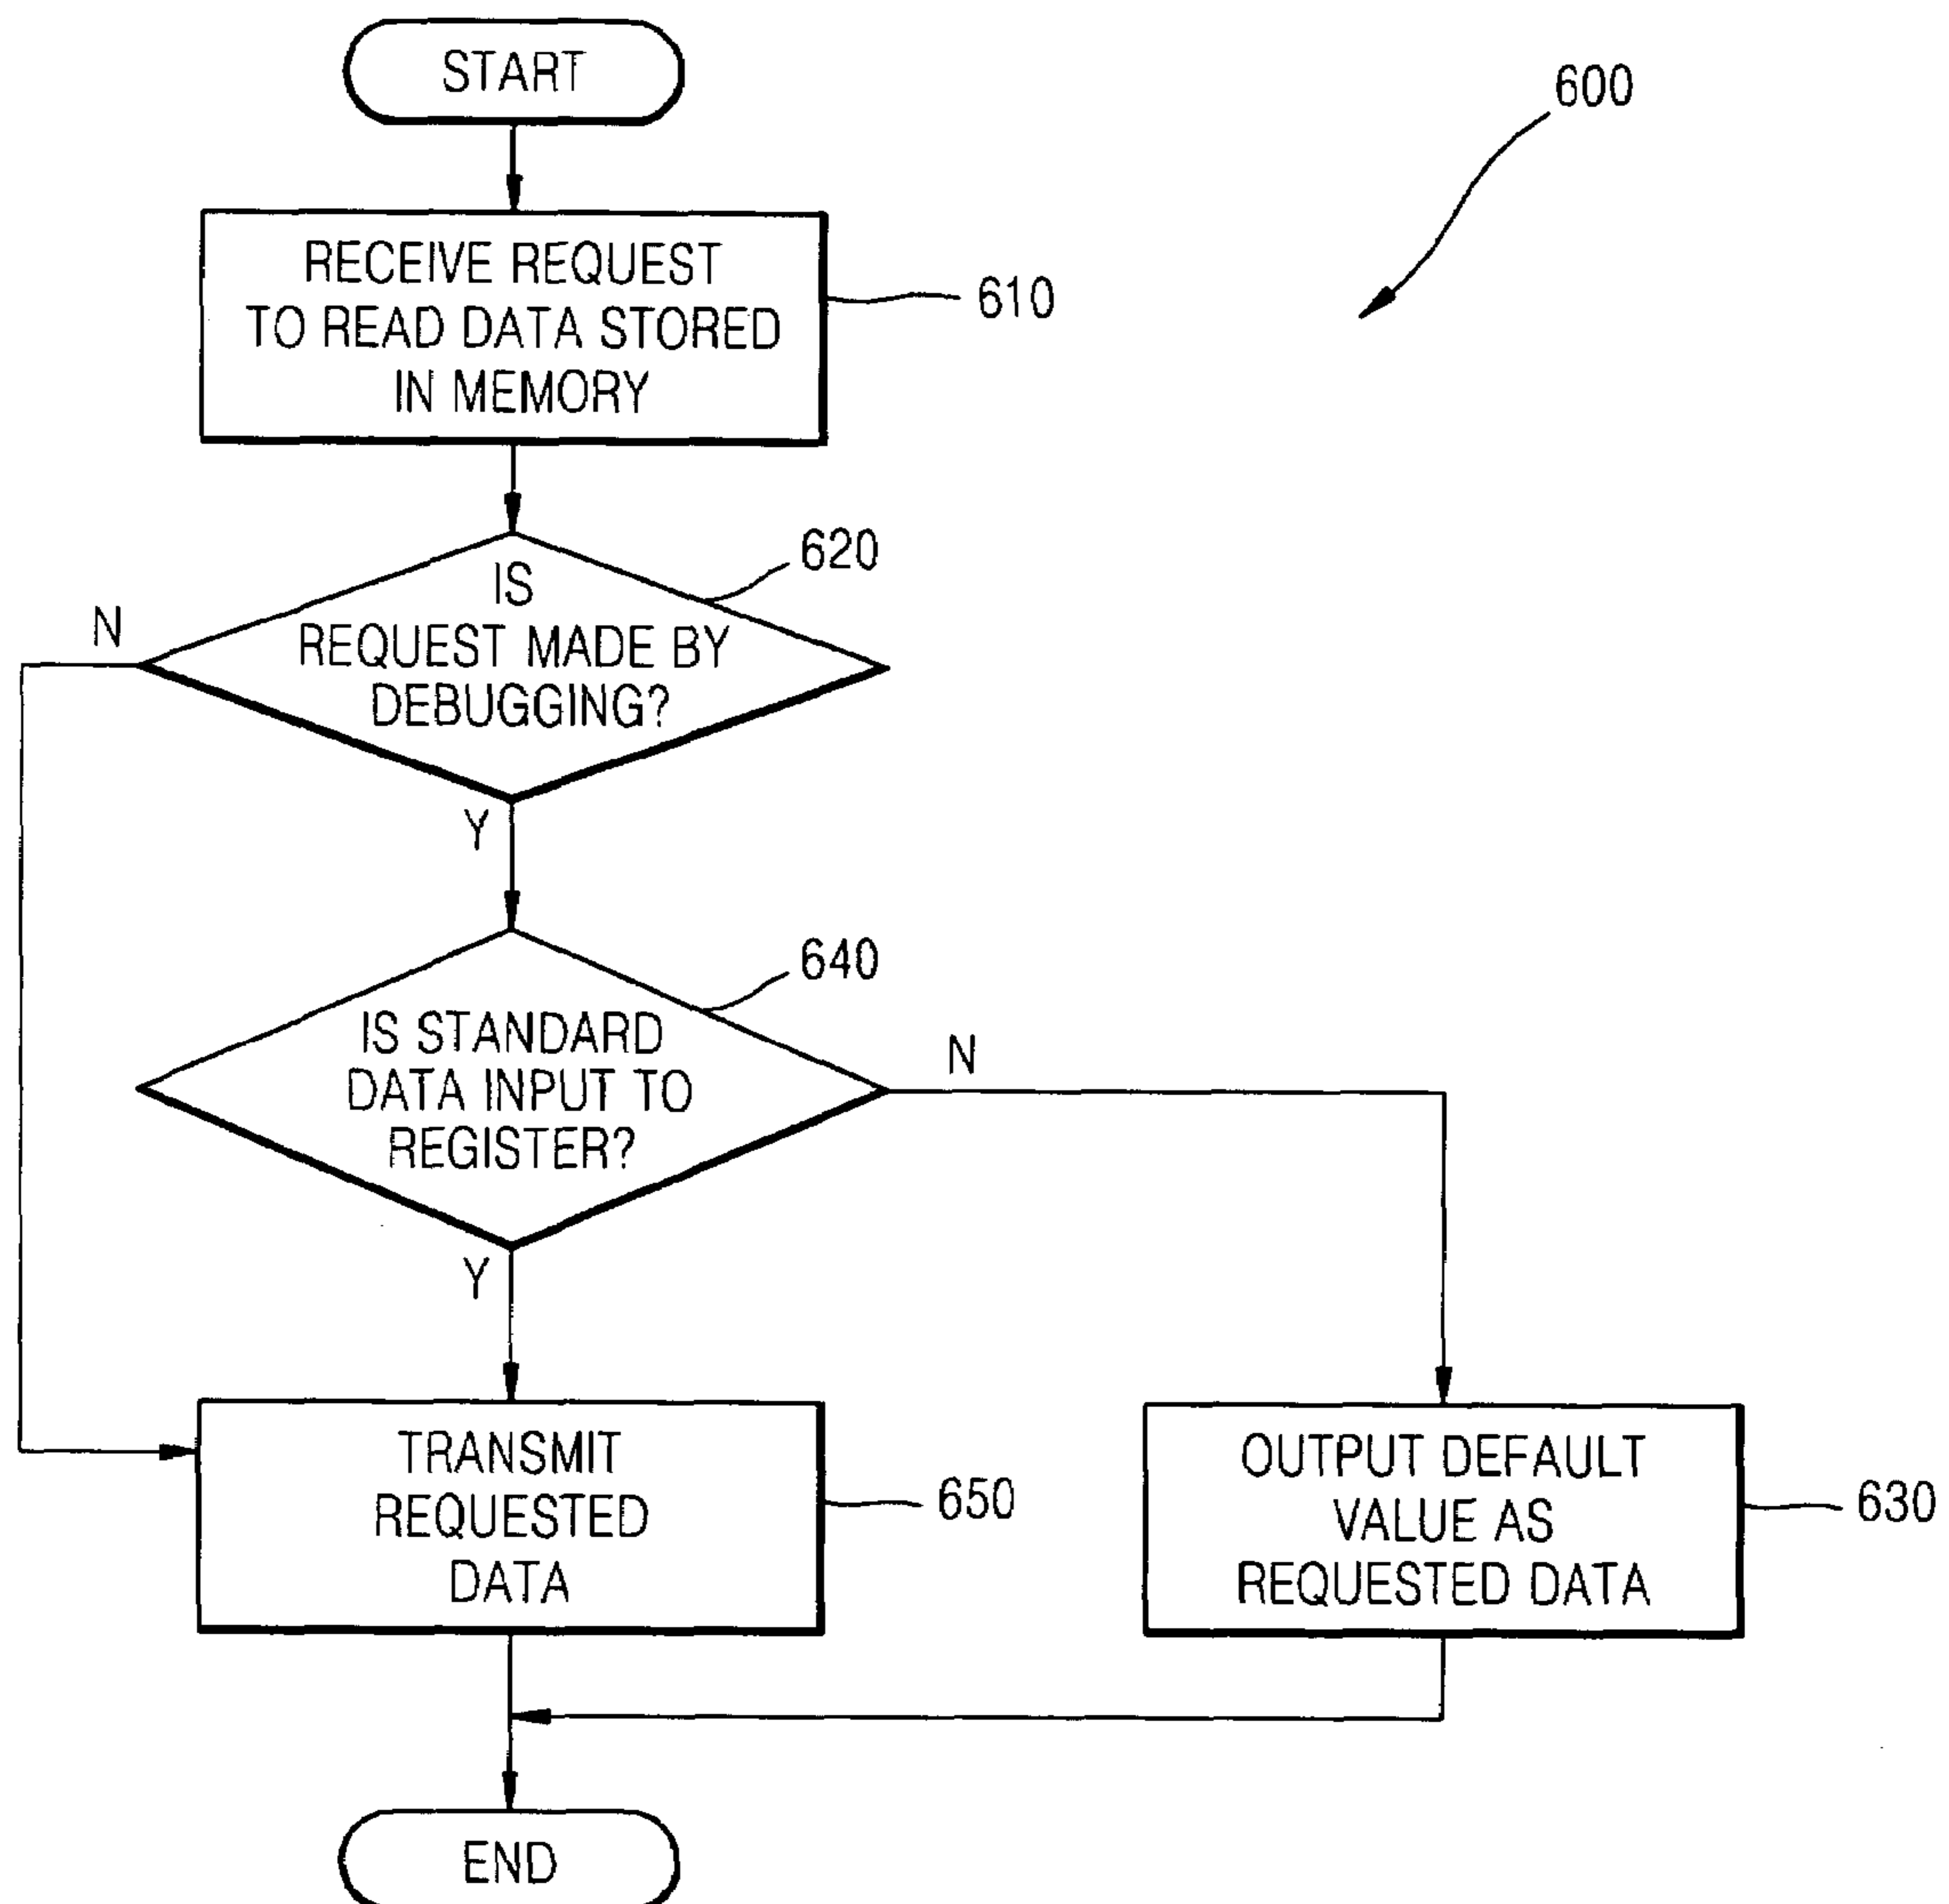 START
600
RECEIVE REQUEST
TO READ DATA STORED
IN MEMORY
610
IS
REQUEST MADE BY
DEBUGGING?
620
N
Y
IS STANDARD
DATA INPUT TO
REGISTER?
640
N
Y
TRANSMIT
REQUESTED
DATA
650
OUTPUT DEFAULT
VALUE AS
REQUESTED DATA
630
END